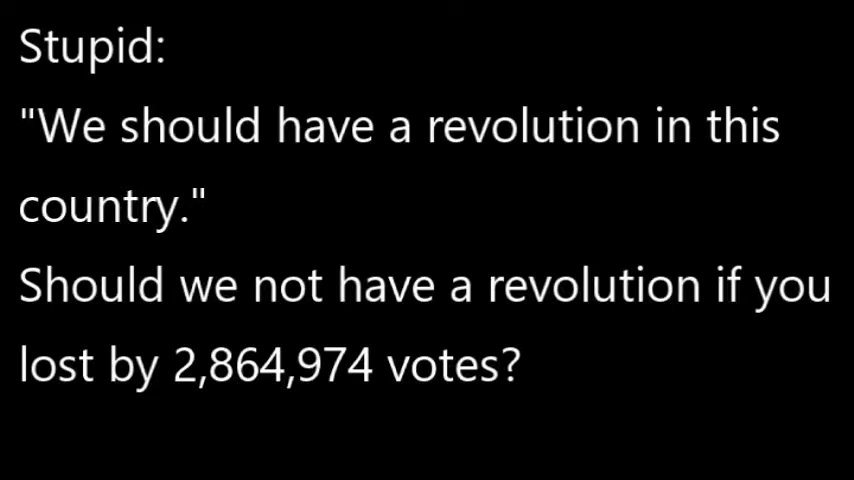 Stupid:
"We should have a revolution in this
country."
Should we not have a revolution if you
lost by 2,864,974 votes?